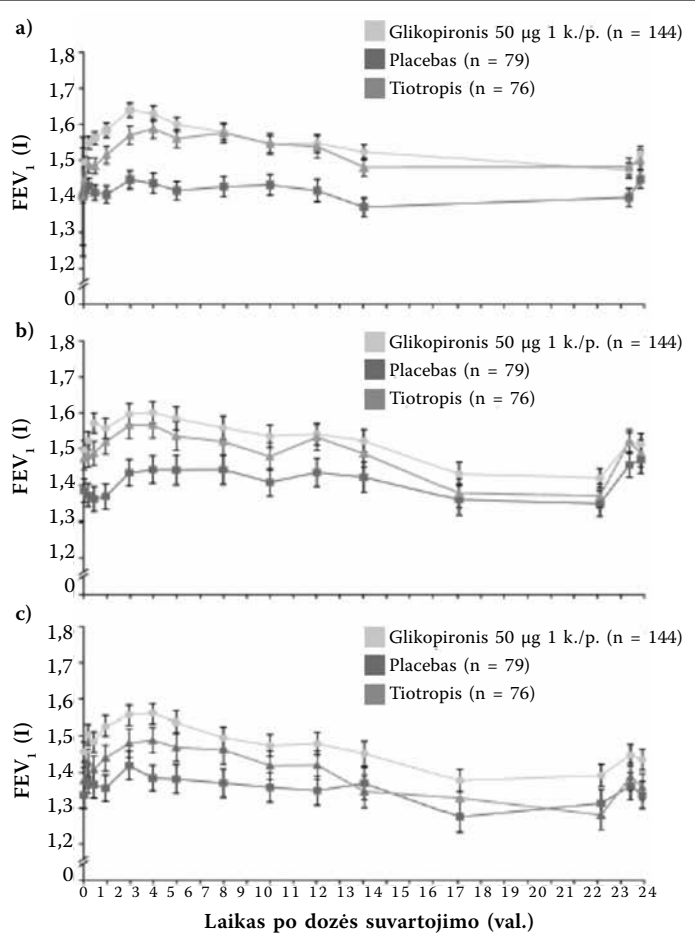 a)
Glikopironis 50 µg 1 k./p. (n = 144)
Placebas (n = 79)
Tiotropis (n = 76)
FEV1 (l)
1,8
1,7
1,6
1,5
1,4
1,3
1,2
0
b)
Glikopironis 50 µg 1 k./p. (n = 144)
Placebas (n = 79)
Tiotropis (n = 76)
FEV1 (l)
1,8
1,7
1,6
1,5
1,4
1,3
1,2
0
c)
Glikopironis 50 µg 1 k./p. (n = 144)
Placebas (n = 79)
Tiotropis (n = 76)
FEV1 (l)
1,8
1,7
1,6
1,5
1,4
1,3
1,2
0
0 1 2 3 4 5 6 7 8 9 10 11 12 13 14 15 16 17 18 19 20 21 22 23 24
Laikas po dozės suvartojimo (val.)